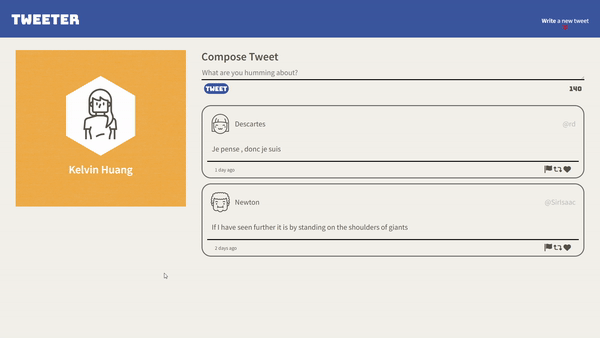 TWEETER
Write a new tweet
Kelvin Huang
Compose Tweet
What are you humming about?
TWEET
140
Descartes
@rd
Je pense , donc je suis
1 day ago
Newton
@SirIsaac
If I have seen further it is by standing on the shoulders of giants
2 days ago